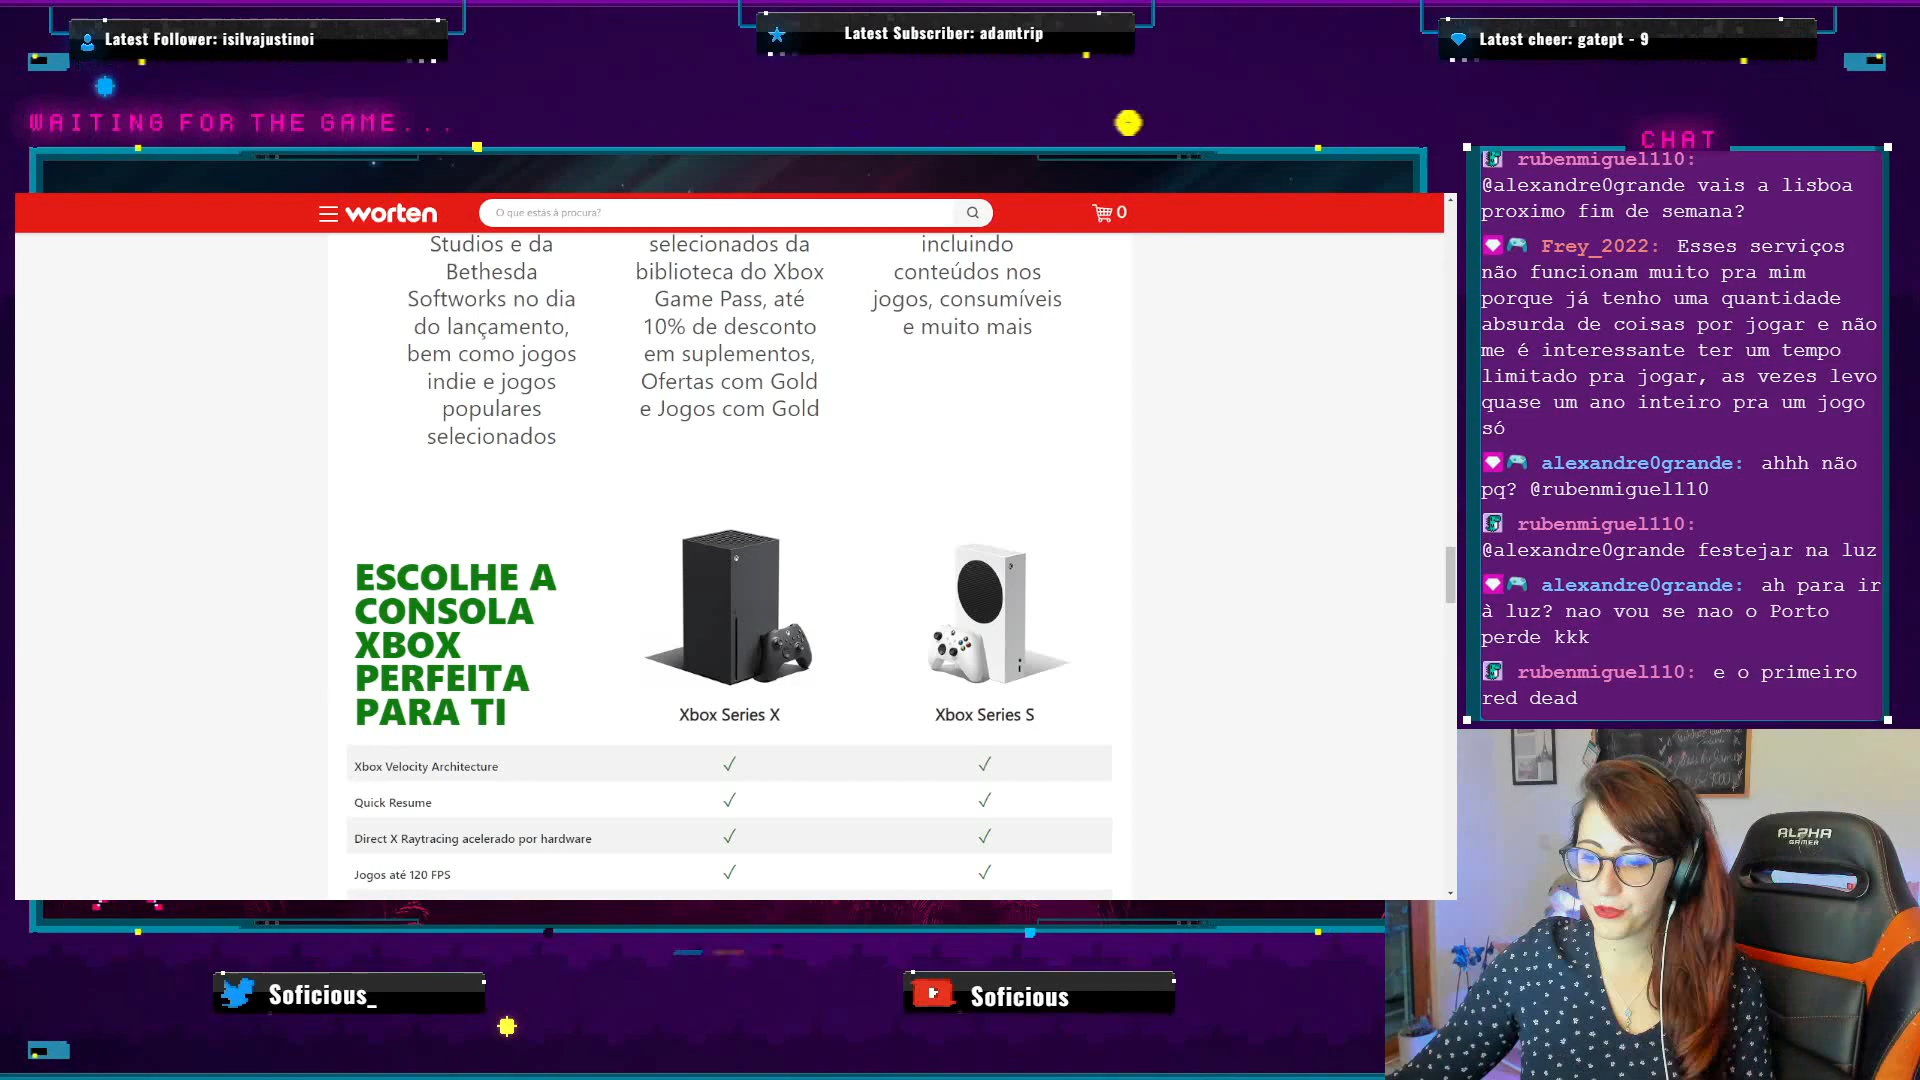 Latest Follower: isilvajustinoi
Latest Subscriber: adamtrip
Latest cheer: gatept - 9
WAITING FOR THE GAME...
worten
O que estás à procura?
0
Studios e da
Bethesda
Softworks no dia
do lançamento,
bem como jogos
indie e jogos
populares
selecionados
selecionados da
biblioteca do Xbox
Game Pass, até
10% de desconto
em suplementos,
Ofertas com Gold
e Jogos com Gold
incluindo
conteúdos nos
jogos, consumíveis
e muito mais
ESCOLHE A
CONSOLA
XBOX
PERFEITA
PARA TI
Xbox Series X
Xbox Series S
Xbox Velocity Architecture
Quick Resume
Direct X Raytracing acelerado por hardware
Jogos até 120 FPS
CHAT
rubenmiguel110:
@alexandre0grande vais a lisboa
proximo fim de semana?
Frey_2022: Esses serviços
não funcionam muito pra mim
porque já tenho uma quantidade
absurda de coisas por jogar e não
me é interessante ter um tempo
limitado pra jogar, as vezes levo
quase um ano inteiro pra um jogo
só
alexandre0grande: ahhh não
pq? @rubenmiguel110
rubenmiguel110:
@alexandre0grande festejar na luz
alexandre0grande: ah para ir
à luz? nao vou se nao o Porto
perde kkk
rubenmiguel110: e o primeiro
red dead
ALPHA
GAMER
Soficious_
Soficious